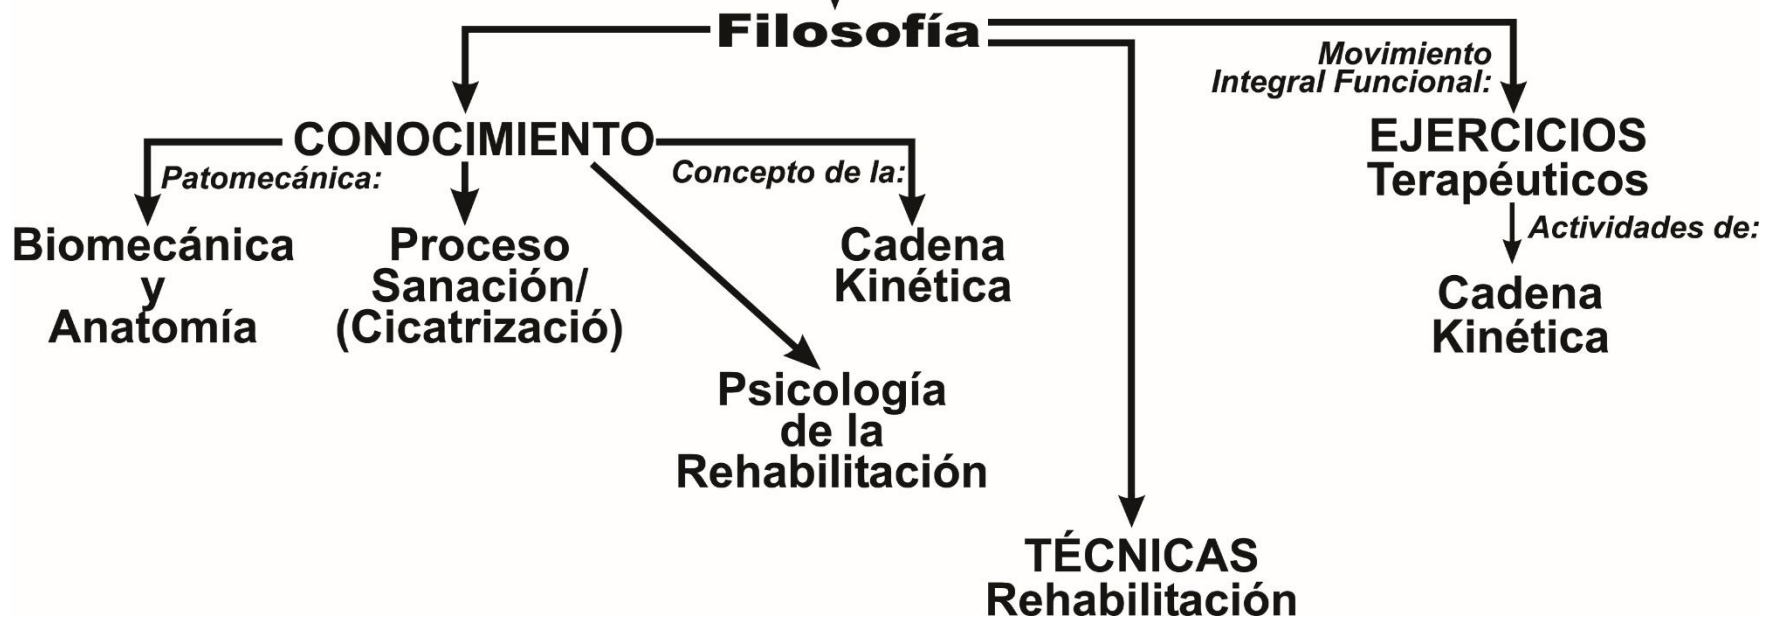 Filosofía
Movimiento
Integral Funcional:
CONOCIMIENTO
EJERCICIOS
Terapéuticos
Patomecánica:
Concepto de la:
Actividades de:
Biomecánica
y
Anatomía
Proceso
Sanación/
(Cicatrizació)
Cadena
Kinética
Cadena
Kinética
Psicología
de la
Rehabilitación
TÉCNICAS
Rehabilitación